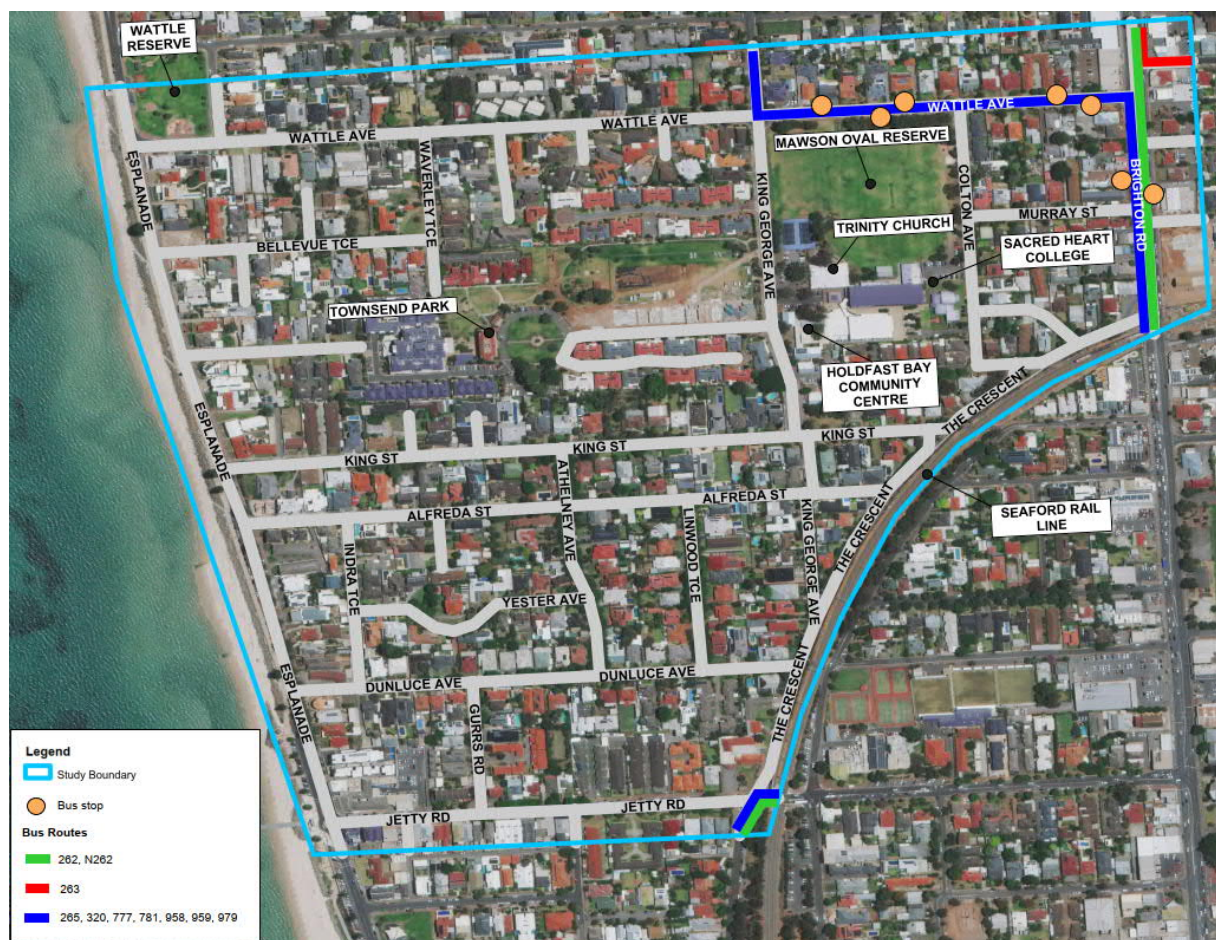 WATTLE
RESERVE
WATTLE AVE
WATTLE AVE
WATTLE AVE
MAWSON OVAL RESERVE
ESPLANADE
WAVERLEY TCE
KING GEORGE AVE
COLTON AVE
BRIGHTON RD
MURRAY ST
TRINITY CHURCH
SACRED HEART
COLLEGE
BELLEVUE TCE
TOWNSEND PARK
HOLDFAST BAY
COMMUNITY
CENTRE
THE CRESCENT
ESPLANADE
KING ST
KING ST
KING ST
ATHELNEY AVE
ALFREDA ST
ALFREDA ST
SEAFORD RAIL
LINE
THE CRESCENT
INDRA TCE
LINWOOD TCE
KING GEORGE AVE
YESTER AVE
ESPLANADE
DUNLUCE AVE
DUNLUCE AVE
THE CRESCENT
GURRS RD
JETTY RD
JETTY RD
Legend
Study Boundary
Bus stop
Bus Routes
262, N262
263
265, 320, 777, 781, 958, 959, 979